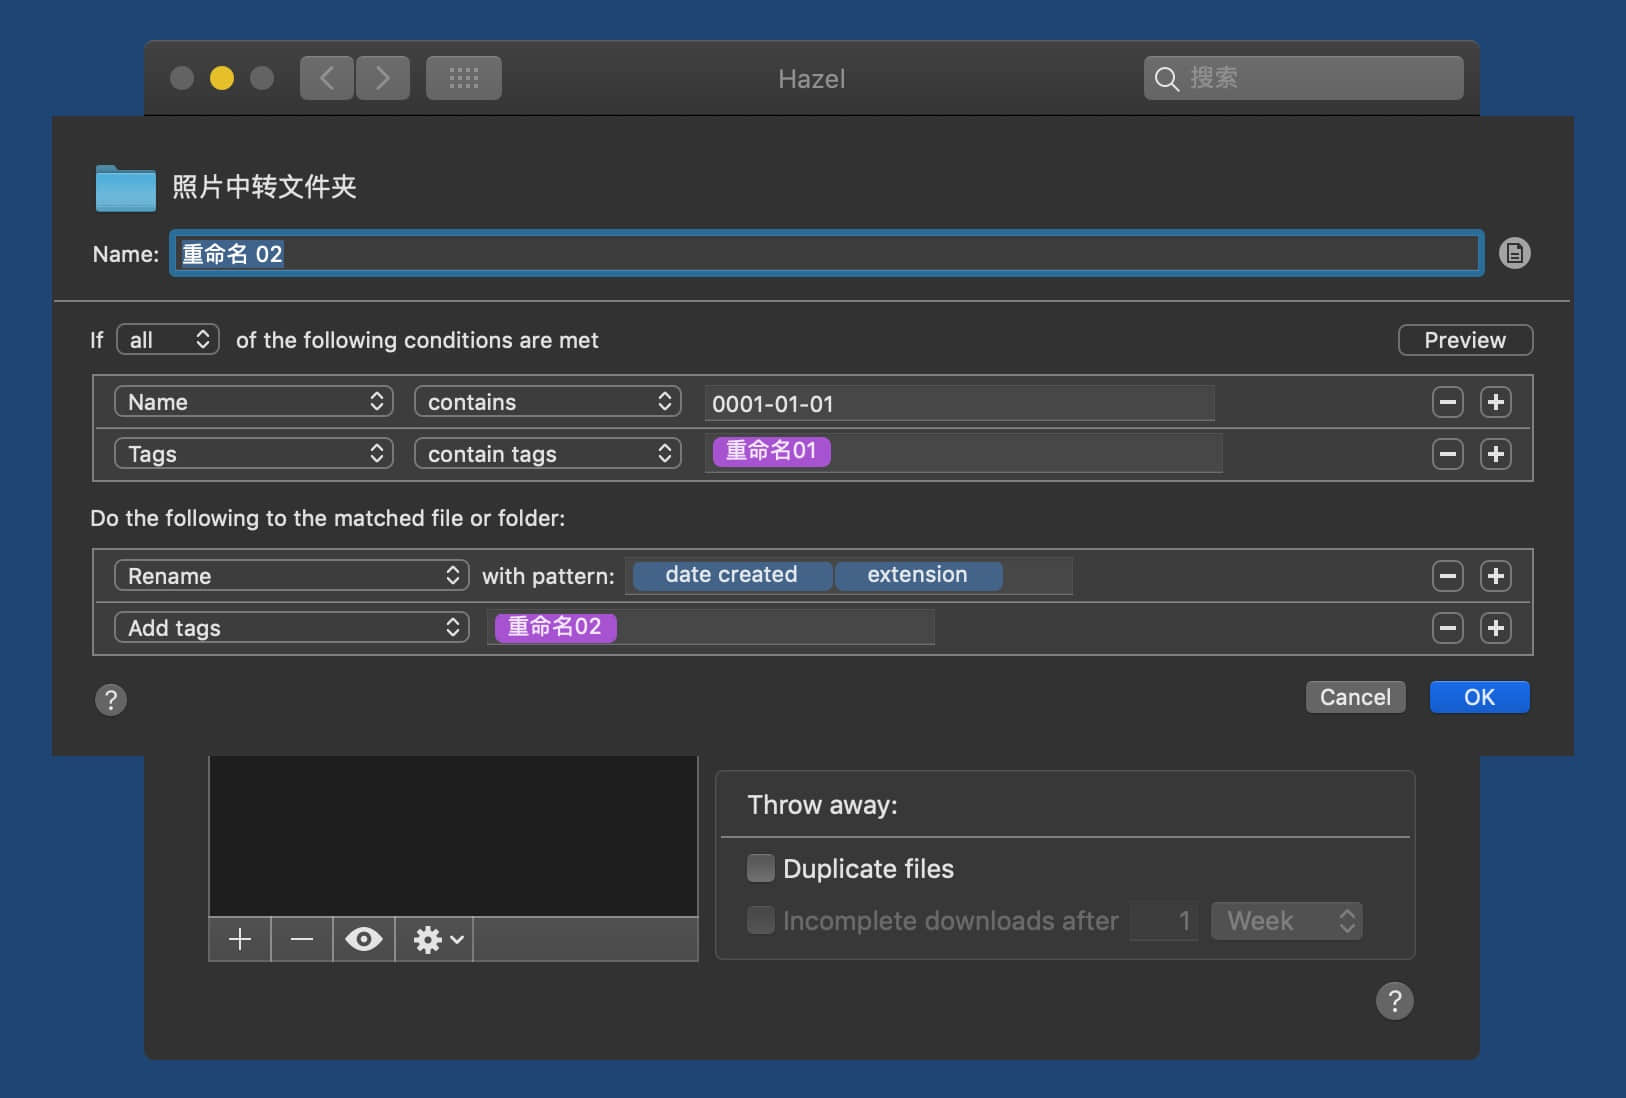 Hazel
搜索
照片中转文件夹
Name: 重命名 02
If all of the following conditions are met Preview
Name contains 0001-01-01
Tags contain tags 重命名01
Do the following to the matched file or folder:
Rename with pattern: date created extension
Add tags 重命名02
? Cancel OK
Throw away:
Duplicate files
Incomplete downloads after 1 Week
?